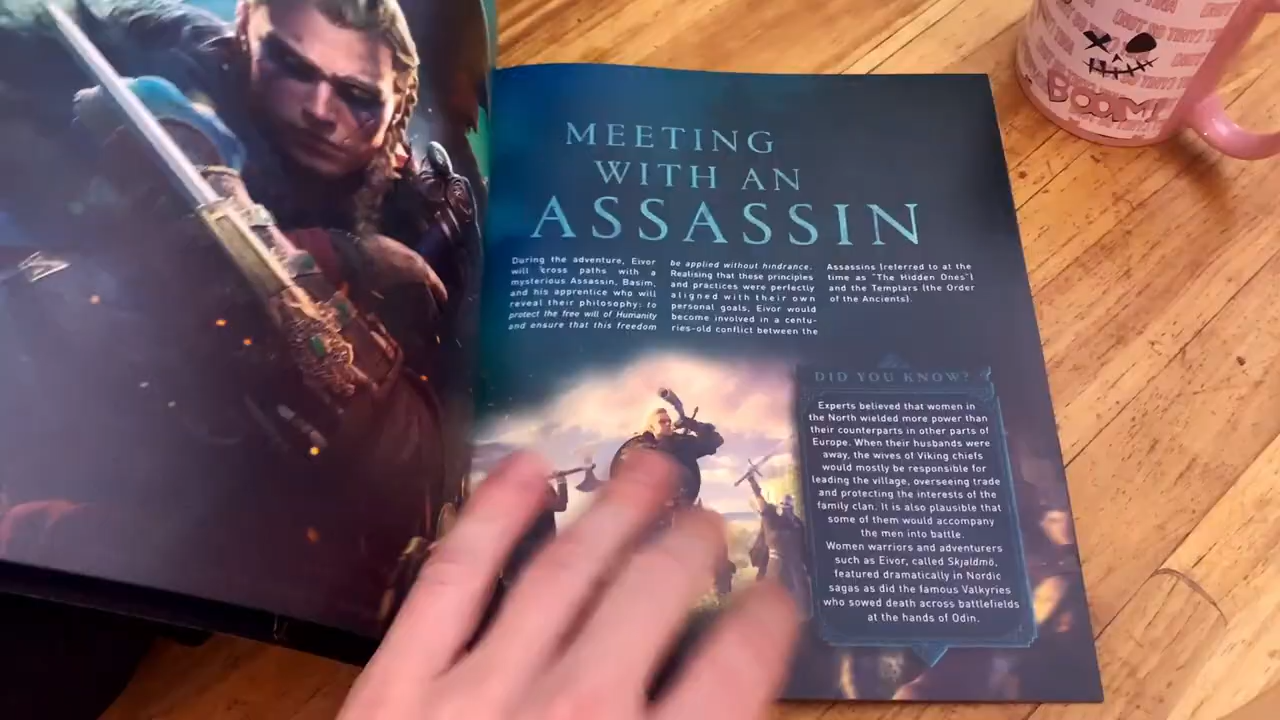 MEETING
WITH AN
ASSASSIN
During the adventure, Eivor
will cross paths with a
mysterious Assassin, Basim,
and his apprentice who will
reveal their philosophy: to
protect the free will of Humanity
and ensure that this freedom
be applied without hindrance.
Realising that these principles
and practices were perfectly
aligned with their own
personal goals, Eivor would
become involved in a centu-
ries-old conflict between the
Assassins (referred to at the
time as "The Hidden Ones")
and the Templars (the Order
of the Ancients).
DID YOU KNOW?
Experts believed that women in
the North wielded more power than
their counterparts in other parts of
Europe. When their husbands were
away, the wives of Viking chiefs
would mostly be responsible for
leading the village, overseeing trade
and protecting the interests of the
family clan. It is also plausible that
some of them would accompany
the men into battle.
Women warriors and adventurers
such as Eivor, called Skjaldmö,
featured dramatically in Nordic
sagas as did the famous Valkyries
who sowed death across battlefields
at the hands of Odin.
BOOM!